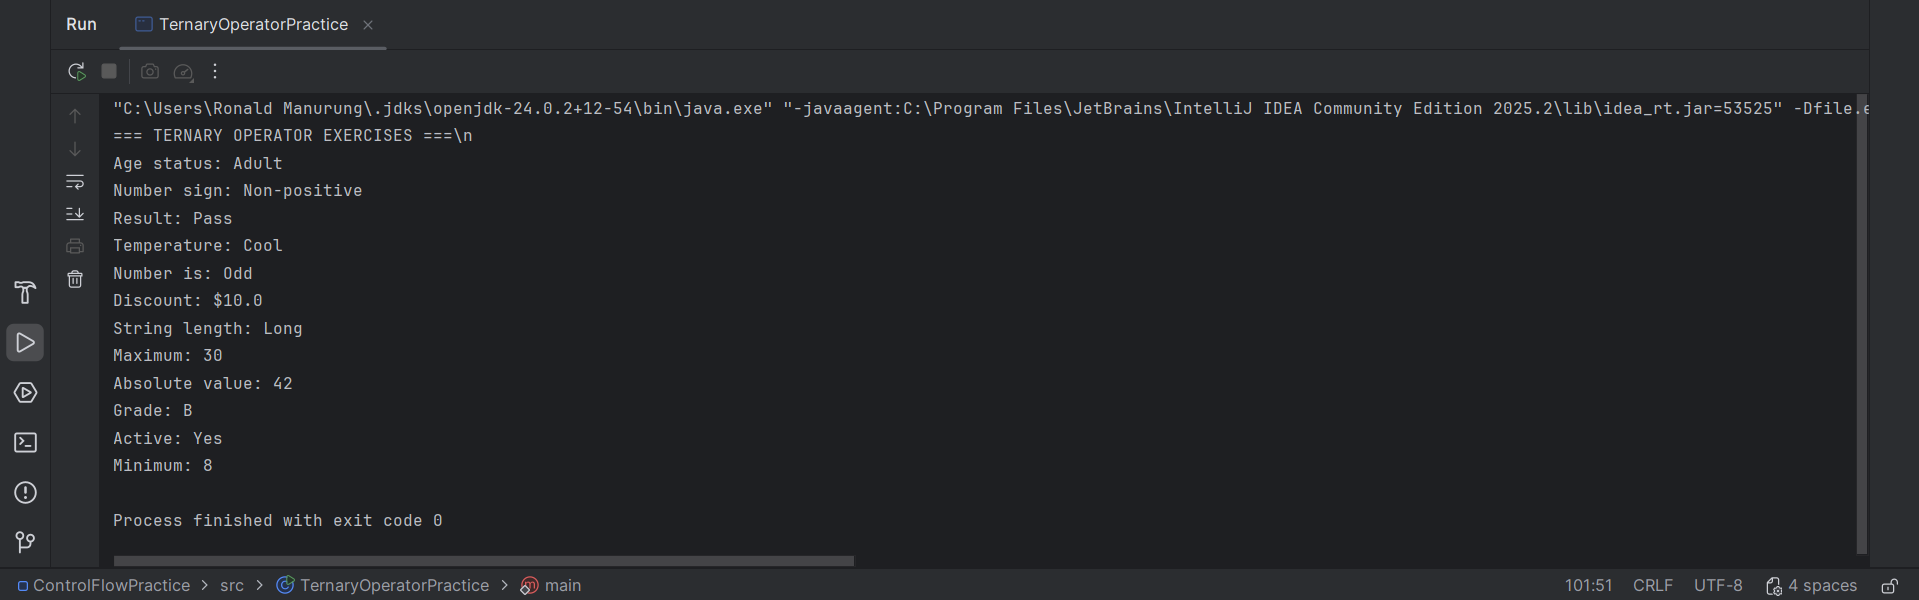 Run TernaryOperatorPractice
"C:\Users\Ronald Manurung\.jdks\openjdk-24.0.2+12-54\bin\java.exe" "-javaagent:C:\Program Files\JetBrains\IntelliJ IDEA Community Edition 2025.2\lib\idea_rt.jar=53525" -Dfile.e
=== TERNARY OPERATOR EXERCISES ===\n
Age status: Adult
Number sign: Non-positive
Result: Pass
Temperature: Cool
Number is: Odd
Discount: $10.0
String length: Long
Maximum: 30
Absolute value: 42
Grade: B
Active: Yes
Minimum: 8
Process finished with exit code 0
ControlFlowPractice > src > TernaryOperatorPractice > main 101:51 CRLF UTF-8 4 spaces